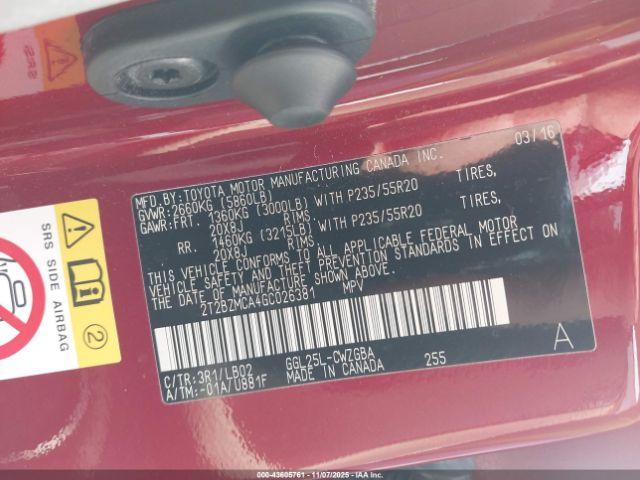 SRS
SRS SIDE AIRBAG
2
03/16
MFD.BY:TOYOTA MOTOR MANUFACTURING CANADA INC.
GVWR:2660KG (5860LB)
GAWR:FRT. 1360KG (3000LB) WITH P235/55R20 TIRES,
20X8J RIMS.
RR. 1460KG (3215LB) WITH P235/55R20 TIRES,
20X8J RIMS.
THIS VEHICLE CONFORMS TO ALL APPLICABLE FEDERAL MOTOR
VEHICLE SAFETY AND THEFT PREVENTION STANDARDS IN EFFECT ON
THE DATE OF MANUFACTURE SHOWN ABOVE.
2T2BZMCA4GC026381 MPV
C/TR:3R1/LB02 GGL25L-CWZGBA
A/TM:-01A/U881F MADE IN CANADA 255
A
000-43605761 - 11/07/2025 - IAAI.CA